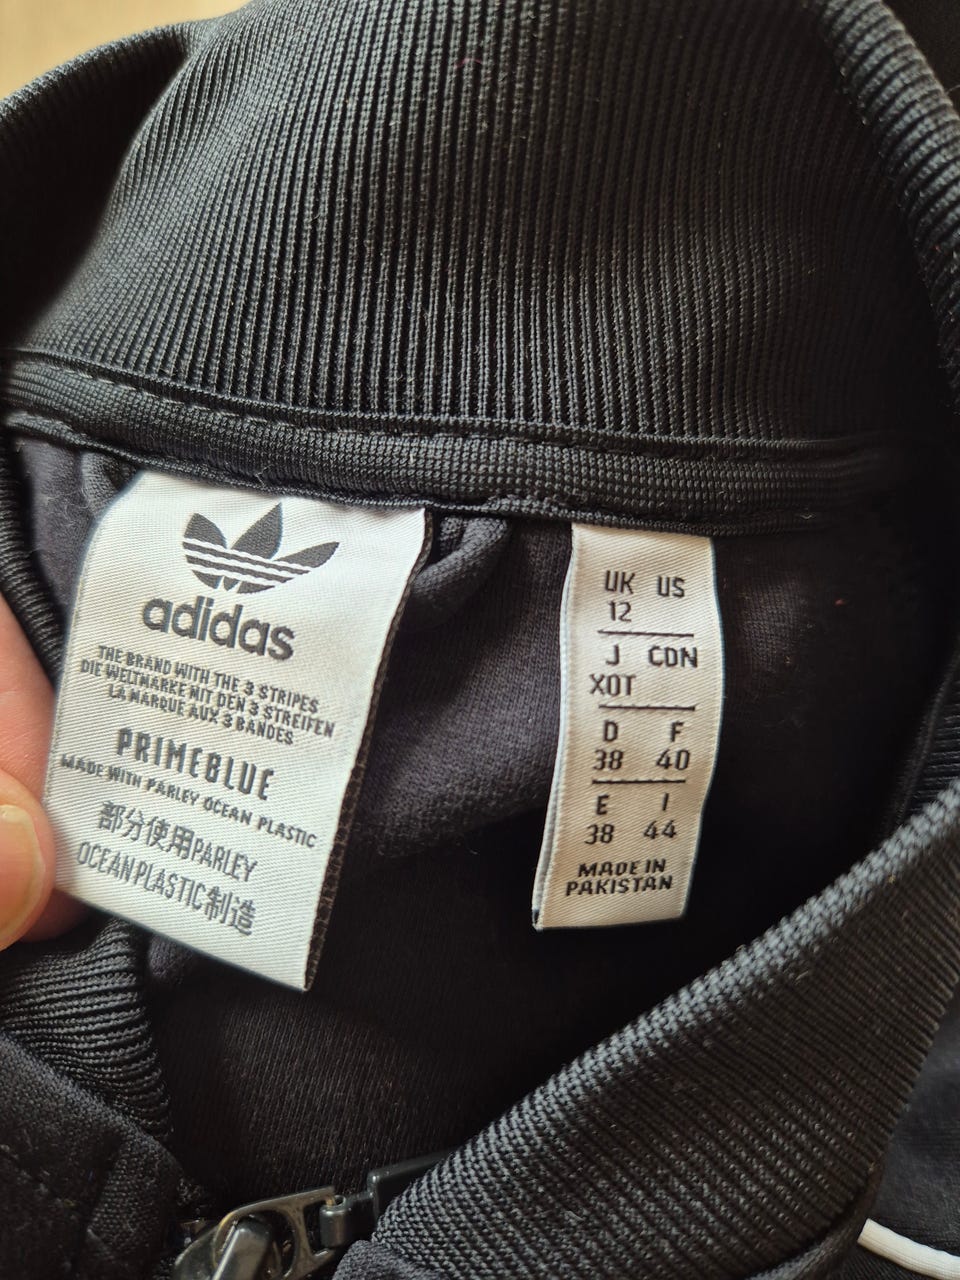 adidas
THE BRAND WITH THE 3 STRIPES
DIE WELTMARKE MIT DEN 3 STREIFEN
LA MARQUE AUX 3 BANDES
PRIMEBLUE
MADE WITH PARLEY OCEAN PLASTIC
部分使用PARLEY
OCEAN PLASTIC制造
UK US
12
J CDN
XOT
D F
38 40
E I
38 44
MADE IN
PAKISTAN